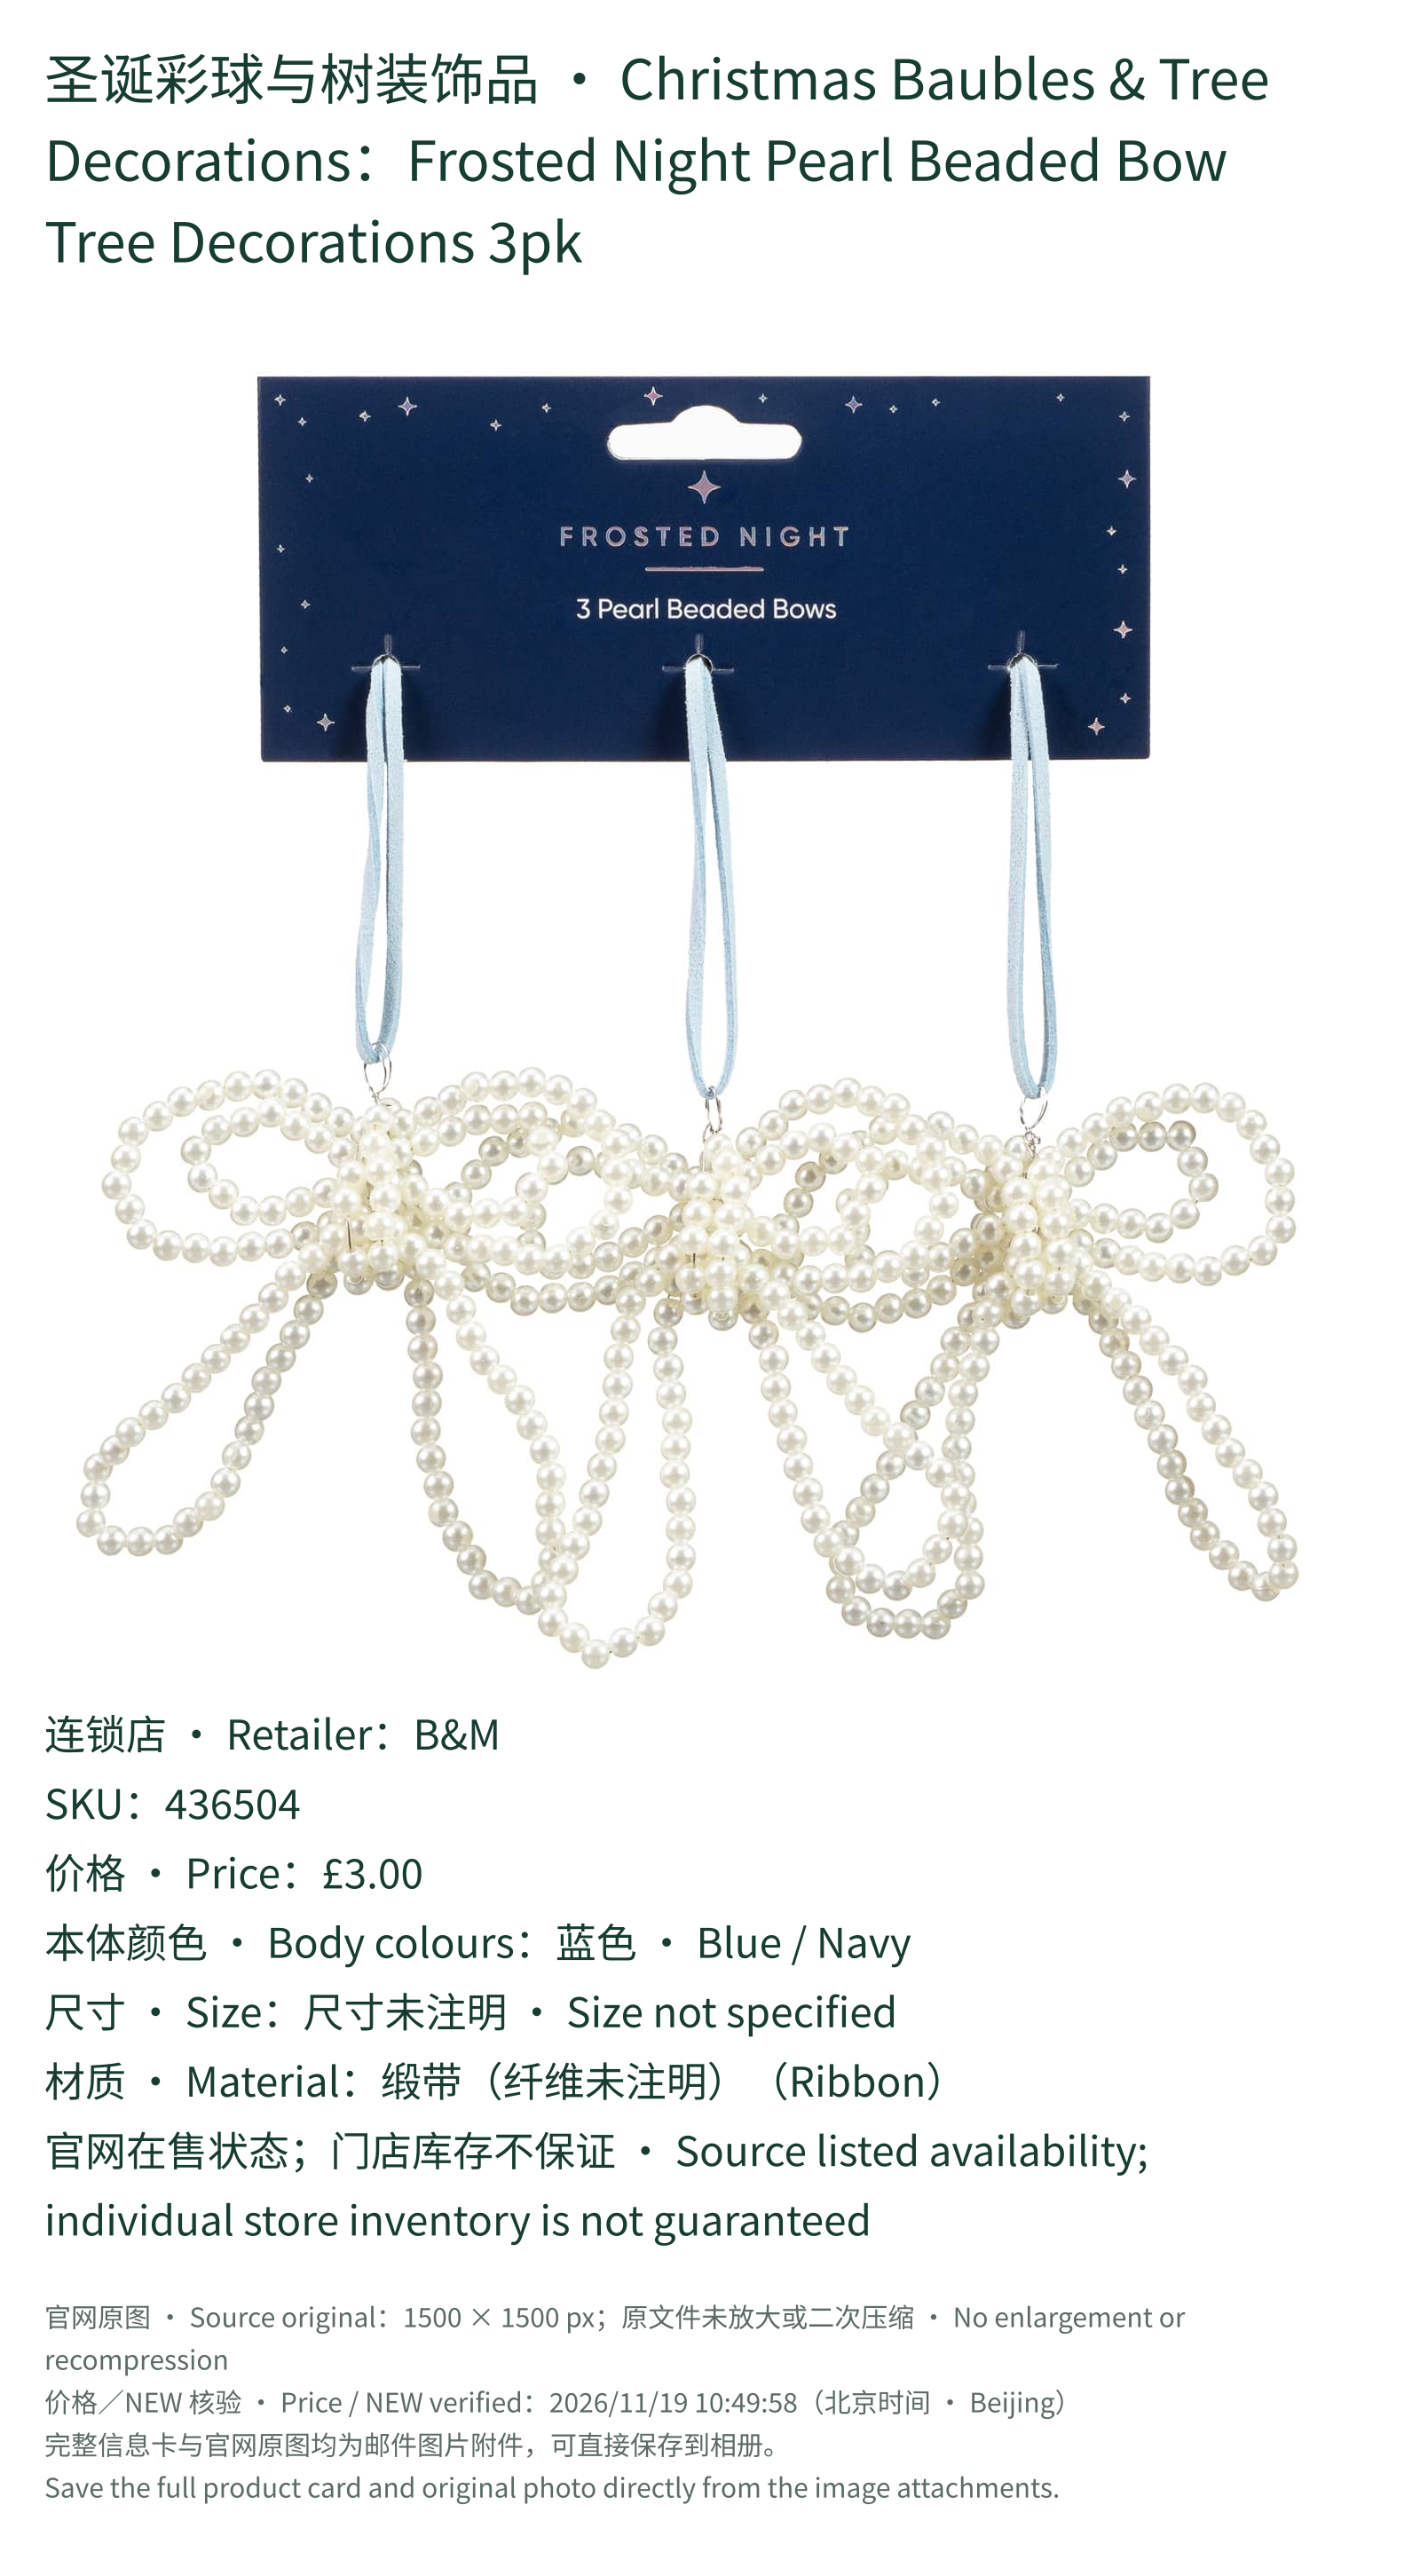 圣诞彩球与树装饰品 · Christmas Baubles & Tree
Decorations：Frosted Night Pearl Beaded Bow
Tree Decorations 3pk
FROSTED NIGHT
3 Pearl Beaded Bows
连锁店 · Retailer：B&M
SKU：436504
价格 · Price：£3.00
本体颜色 · Body colours：蓝色 · Blue / Navy
尺寸 · Size：尺寸未注明 · Size not specified
材质 · Material：缎带（纤维未注明）（Ribbon）
官网在售状态；门店库存不保证 · Source listed availability;
individual store inventory is not guaranteed
官网原图 · Source original：1500 × 1500 px；原文件未放大或二次压缩 · No enlargement or
recompression
价格／NEW 核验 · Price / NEW verified：2026/11/19 10:49:58（北京时间 · Beijing）
完整信息卡与官网原图均为邮件图片附件，可直接保存到相册。
Save the full product card and original photo directly from the image attachments.